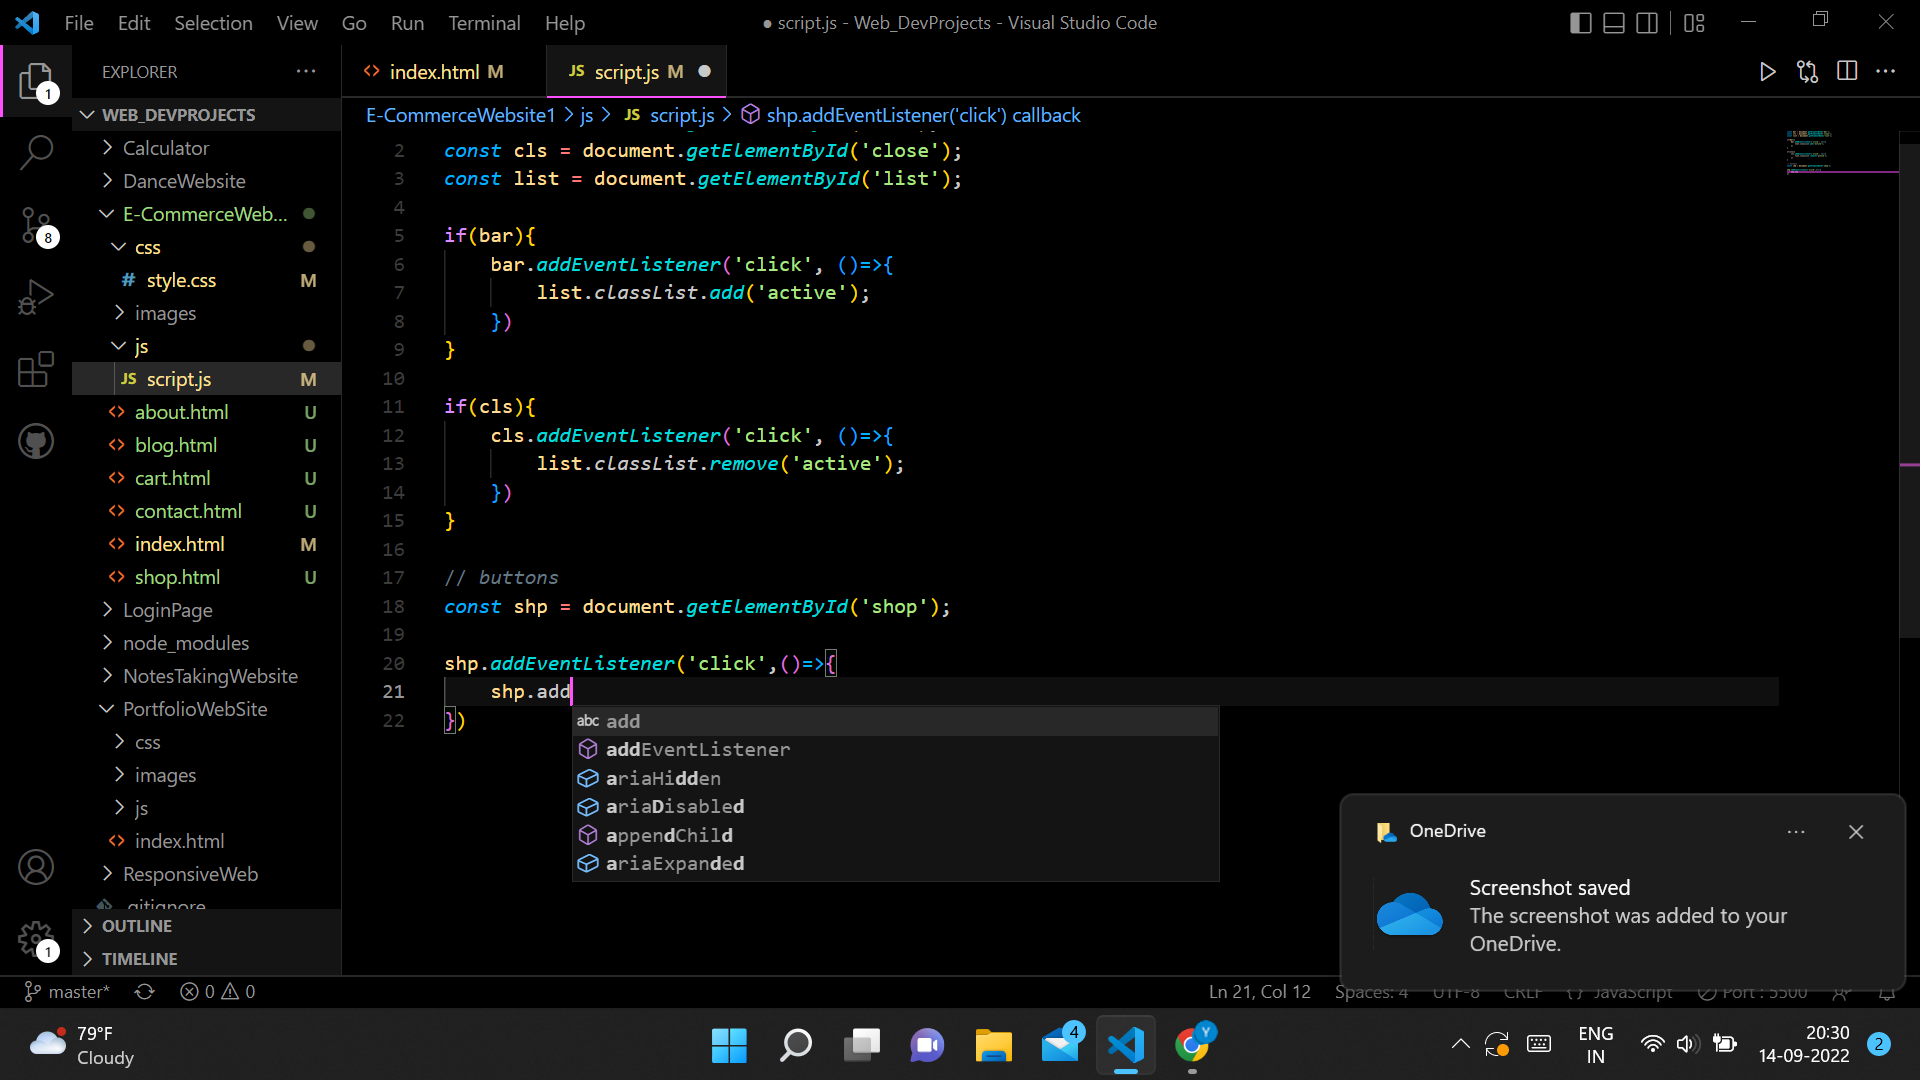 File Edit Selection View Go Run Terminal Help
● script.js - Web_DevProjects - Visual Studio Code
EXPLORER ···
1
WEB_DEVPROJECTS
Calculator
DanceWebsite
E-CommerceWeb...
css
style.css M
images
js
JS script.js M
about.html U
blog.html U
cart.html U
contact.html U
index.html M
shop.html U
LoginPage
node_modules
NotesTakingWebsite
PortfolioWebSite
css
images
js
index.html
ResponsiveWeb
.gitignore
OUTLINE
TIMELINE
8
1
index.html M
JS script.js M
E-CommerceWebsite1 > js > JS script.js > shp.addEventListener('click') callback
2 const cls = document.getElementById('close');
3 const list = document.getElementById('list');
4
5 if(bar){
6 bar.addEventListener('click', ()=>{
7 list.classList.add('active');
8 })
9 }
10
11 if(cls){
12 cls.addEventListener('click', ()=>{
13 list.classList.remove('active');
14 })
15 }
16
17 // buttons
18 const shp = document.getElementById('shop');
19
20 shp.addEventListener('click',()=>{
21 shp.add
22 })
abc add
addEventListener
ariaHidden
ariaDisabled
appendChild
ariaExpanded
OneDrive
Screenshot saved
The screenshot was added to your
OneDrive.
master* 0 0
Ln 21, Col 12 Spaces: 4 UTF-8 CRLF {} JavaScript Port : 5500
79°F
Cloudy
4
Y
ENG
IN
20:30
14-09-2022
2